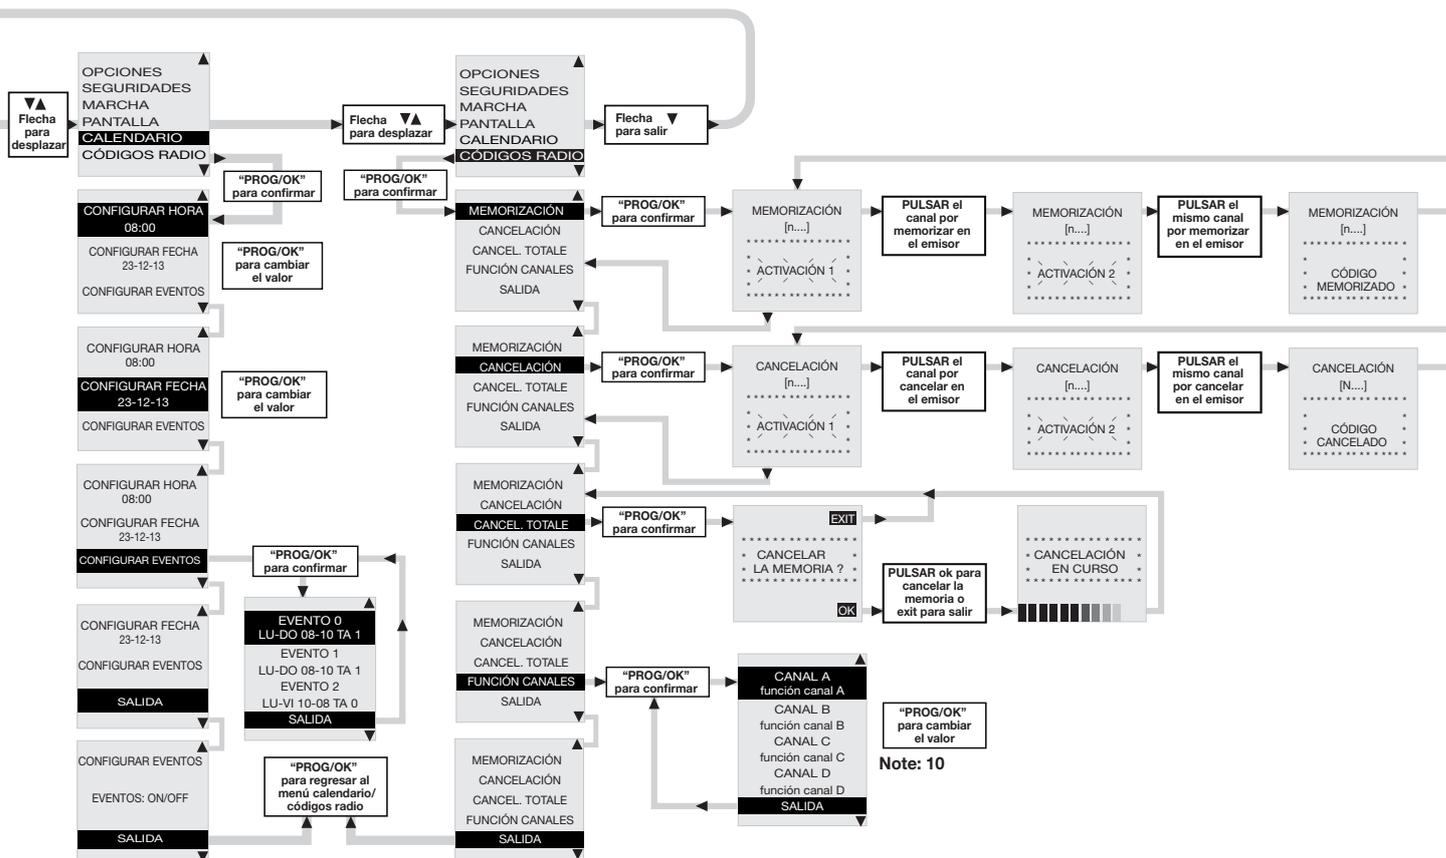 ▼▲
Flecha
para
desplazar
OPCIONES
SEGURIDADES
MARCHA
PANTALLA
CALENDARIO
CÓDIGOS RADIO
Flecha ▼▲
para desplazar
OPCIONES
SEGURIDADES
MARCHA
PANTALLA
CALENDARIO
CÓDIGOS RADIO
Flecha ▼
para salir
“PROG/OK”
para confirmar
“PROG/OK”
para confirmar
CONFIGURAR HORA
08:00
CONFIGURAR FECHA
23-12-13
CONFIGURAR EVENTOS
“PROG/OK”
para cambiar
el valor
CONFIGURAR HORA
08:00
CONFIGURAR FECHA
23-12-13
CONFIGURAR EVENTOS
“PROG/OK”
para cambiar
el valor
CONFIGURAR HORA
08:00
CONFIGURAR FECHA
23-12-13
CONFIGURAR EVENTOS
“PROG/OK”
para confirmar
EVENTO 0
LU-DO 08-10 TA 1
EVENTO 1
LU-DO 08-10 TA 1
EVENTO 2
LU-VI 10-08 TA 0
SALIDA
CONFIGURAR FECHA
23-12-13
CONFIGURAR EVENTOS
SALIDA
CONFIGURAR EVENTOS
EVENTOS: ON/OFF
SALIDA
“PROG/OK”
para regresar al
menú calendario/
códigos radio
MEMORIZACIÓN
CANCELACIÓN
CANCEL. TOTALE
FUNCIÓN CANALES
SALIDA
“PROG/OK”
para confirmar
MEMORIZACIÓN
[n....]
ACTIVACIÓN 1
PULSAR el
canal por
memorizar en
el emisor
MEMORIZACIÓN
[n....]
ACTIVACIÓN 2
PULSAR el
mismo canal
por memorizar
en el emisor
MEMORIZACIÓN
[n....]
CÓDIGO
MEMORIZADO
MEMORIZACIÓN
CANCELACIÓN
CANCEL. TOTALE
FUNCIÓN CANALES
SALIDA
“PROG/OK”
para confirmar
CANCELACIÓN
[n....]
ACTIVACIÓN 1
PULSAR el
canal por
cancelar en
el emisor
CANCELACIÓN
[n....]
ACTIVACIÓN 2
PULSAR el
mismo canal
por cancelar
en el emisor
CANCELACIÓN
[N....]
CÓDIGO
CANCELADO
MEMORIZACIÓN
CANCELACIÓN
CANCEL. TOTALE
FUNCIÓN CANALES
SALIDA
“PROG/OK”
para confirmar
EXIT
CANCELAR
LA MEMORIA ?
OK
PULSAR ok para
cancelar la
memoria o
exit para salir
CANCELACIÓN
EN CURSO
MEMORIZACIÓN
CANCELACIÓN
CANCEL. TOTALE
FUNCIÓN CANALES
SALIDA
“PROG/OK”
para confirmar
CANAL A
función canal A
CANAL B
función canal B
CANAL C
función canal C
CANAL D
función canal D
SALIDA
“PROG/OK”
para cambiar
el valor
Note: 10
MEMORIZACIÓN
CANCELACIÓN
CANCEL. TOTALE
FUNCIÓN CANALES
SALIDA